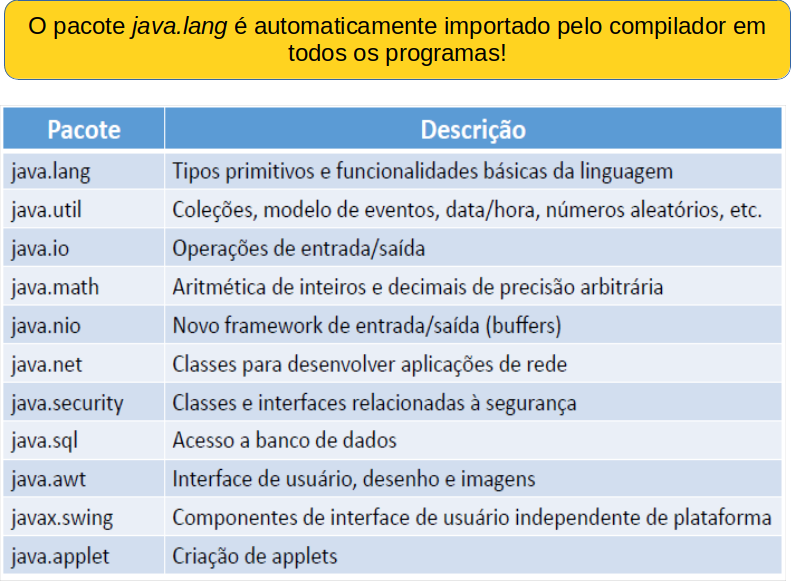 O pacote java.lang é automaticamente importado pelo compilador em
todos os programas!
Pacote Descrição
java.lang Tipos primitivos e funcionalidades básicas da linguagem
java.util Coleções, modelo de eventos, data/hora, números aleatórios, etc.
java.io Operações de entrada/saída
java.math Aritmética de inteiros e decimais de precisão arbitrária
java.nio Novo framework de entrada/saída (buffers)
java.net Classes para desenvolver aplicações de rede
java.security Classes e interfaces relacionadas à segurança
java.sql Acesso a banco de dados
java.awt Interface de usuário, desenho e imagens
javax.swing Componentes de interface de usuário independente de plataforma
java.applet Criação de applets